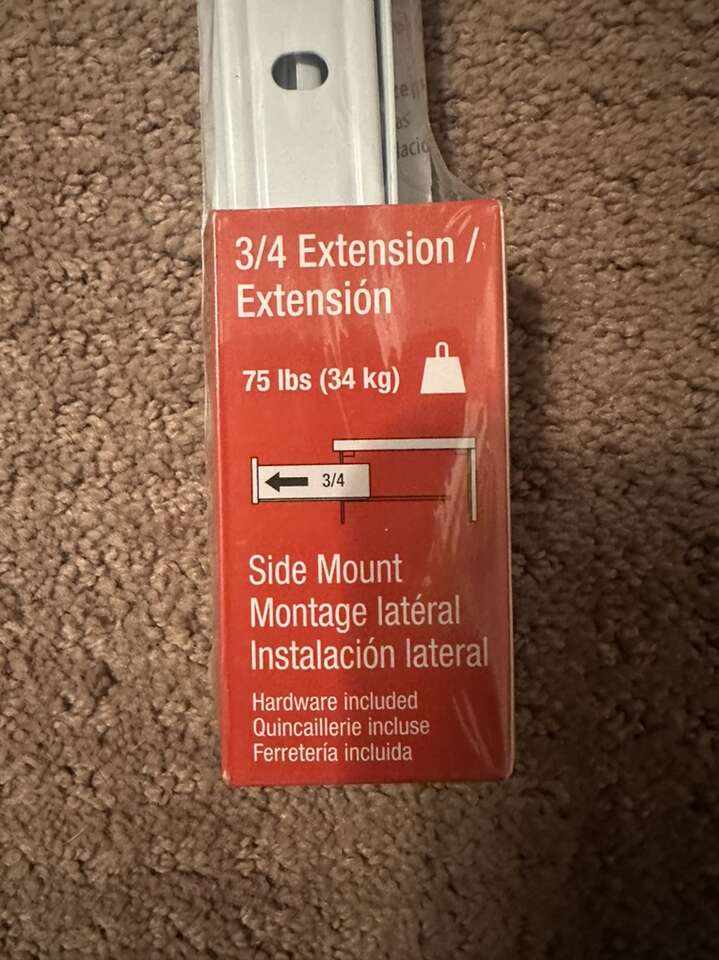 3/4 Extension /
Extensión
75 lbs (34 kg)
3/4
Side Mount
Montage latéral
Instalación lateral
Hardware included
Quincaillerie incluse
Ferretería incluida